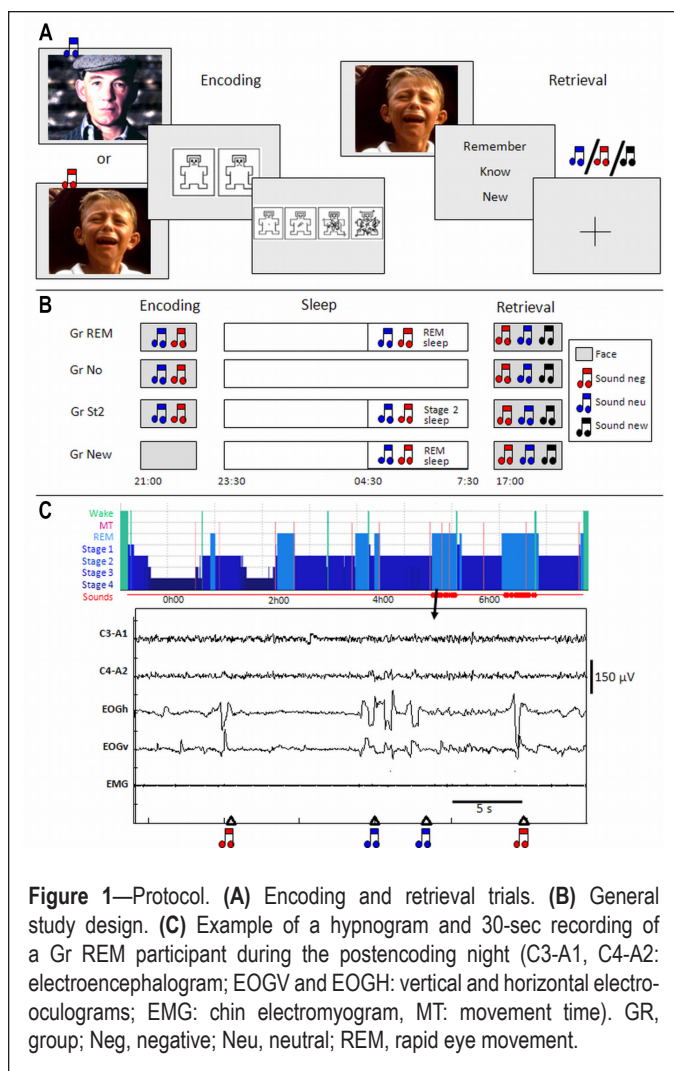 A
Encoding
Retrieval
or
Remember
Know
New
B
Encoding
Sleep
Retrieval
Gr REM
REM
sleep
Gr No
Gr St2
Stage 2
sleep
Gr New
REM
sleep
Face
Sound neg
Sound neu
Sound new
21:00
23:30
04:30
7:30
17:00
C
Wake
MT
REM
Stage 1
Stage 2
Stage 3
Stage 4
Sounds
0h00
2h00
4h00
6h00
C3-A1
C4-A2
EOGh
EOGv
EMG
150 µV
5 s
Figure 1—Protocol. (A) Encoding and retrieval trials. (B) General
study design. (C) Example of a hypnogram and 30-sec recording of
a Gr REM participant during the postencoding night (C3-A1, C4-A2:
electroencephalogram; EOGV and EOGH: vertical and horizontal electro-
oculograms; EMG: chin electromyogram, MT: movement time). GR,
group; Neg, negative; Neu, neutral; REM, rapid eye movement.